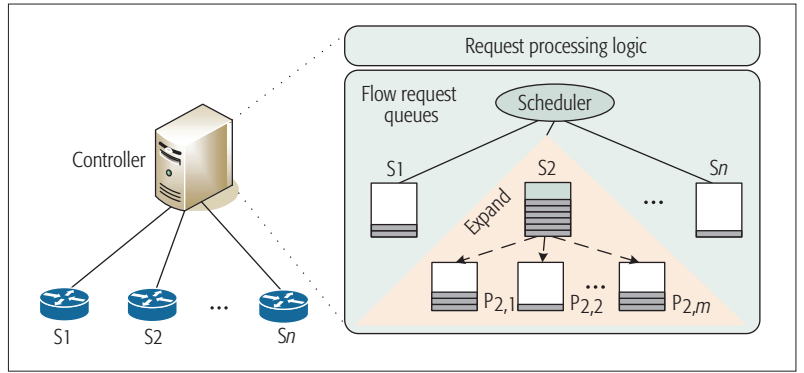 Request processing logic
Flow request
queues
Scheduler
Controller
S1
S2
Sn
...
Expand
P2,1
P2,2
...
P2,m
S1
S2
...
Sn